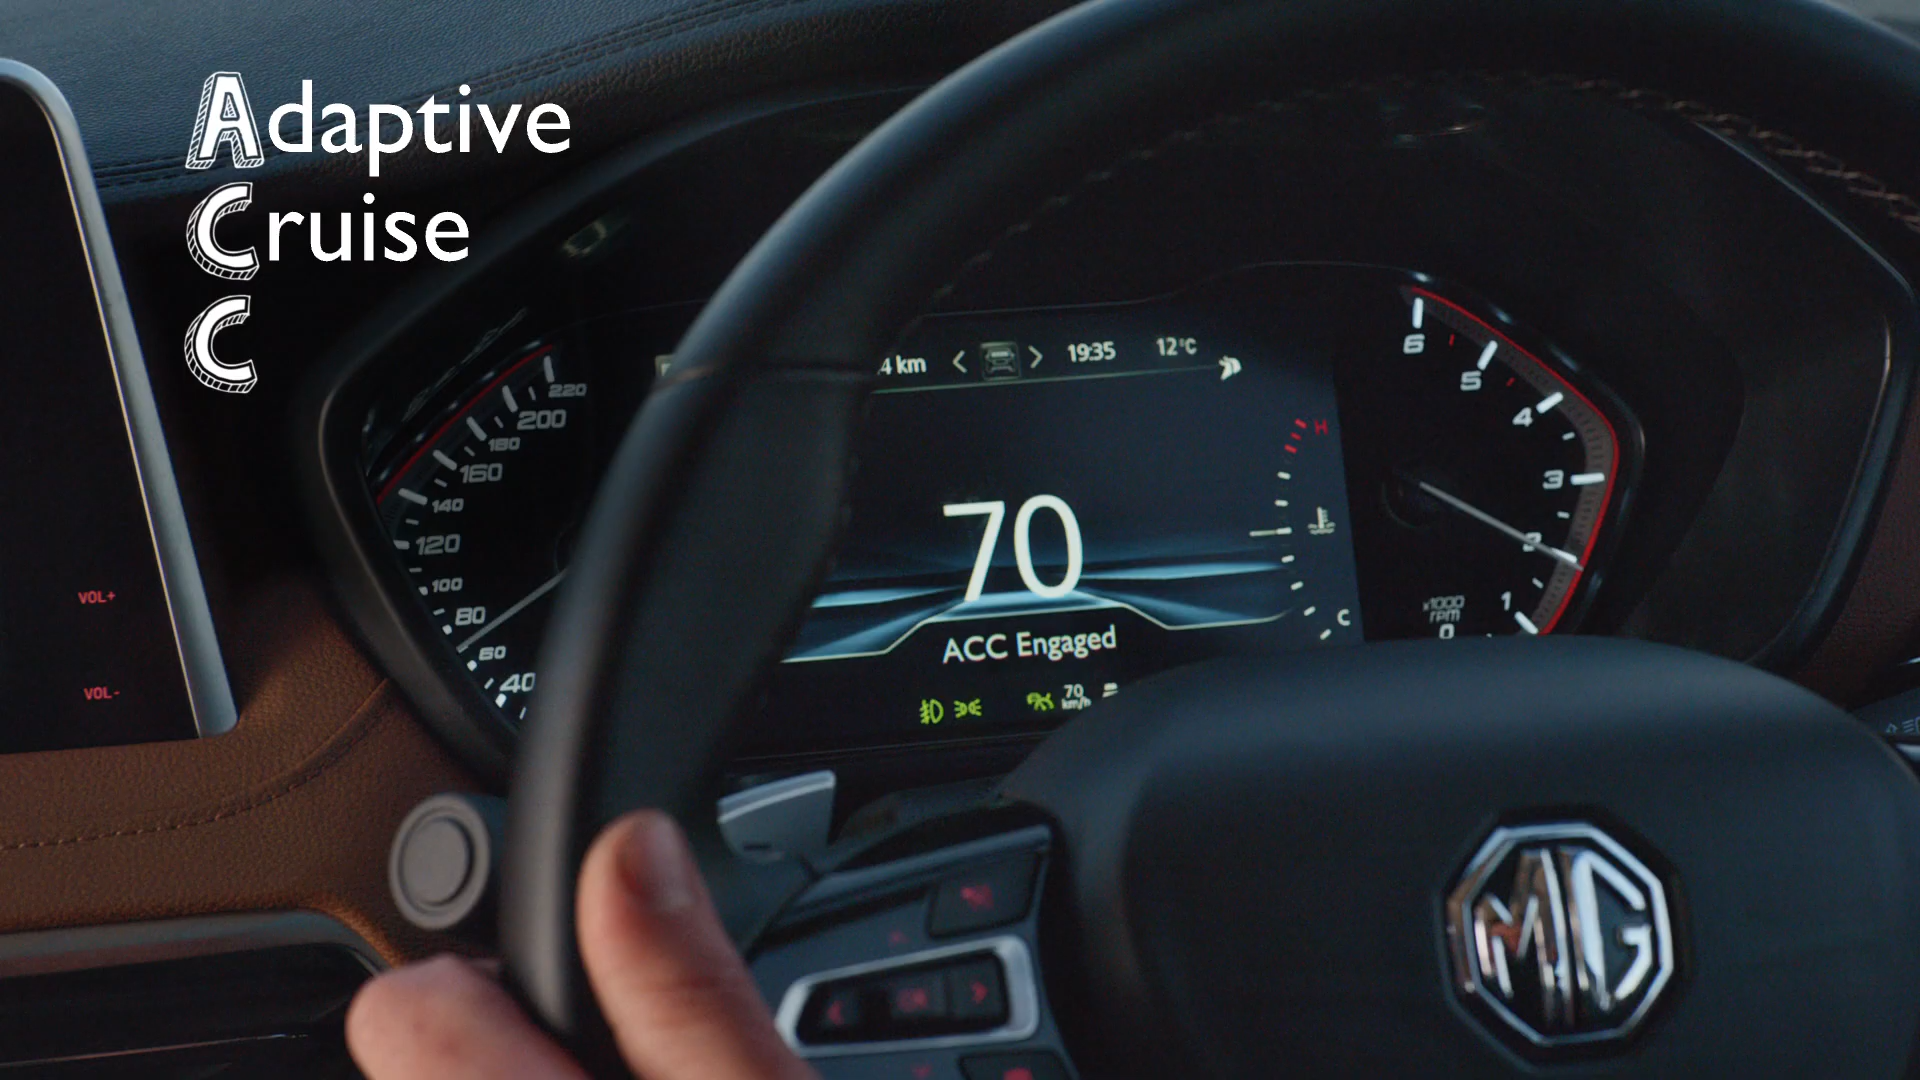 Adaptive
Cruise
C
4 km
19:35
12°C
220
200
180
160
140
120
100
80
60
40
H
C
6
5
4
3
2
1
0
x1000
rpm
70
ACC Engaged
70
km/h
VOL+
VOL-
OK
MG